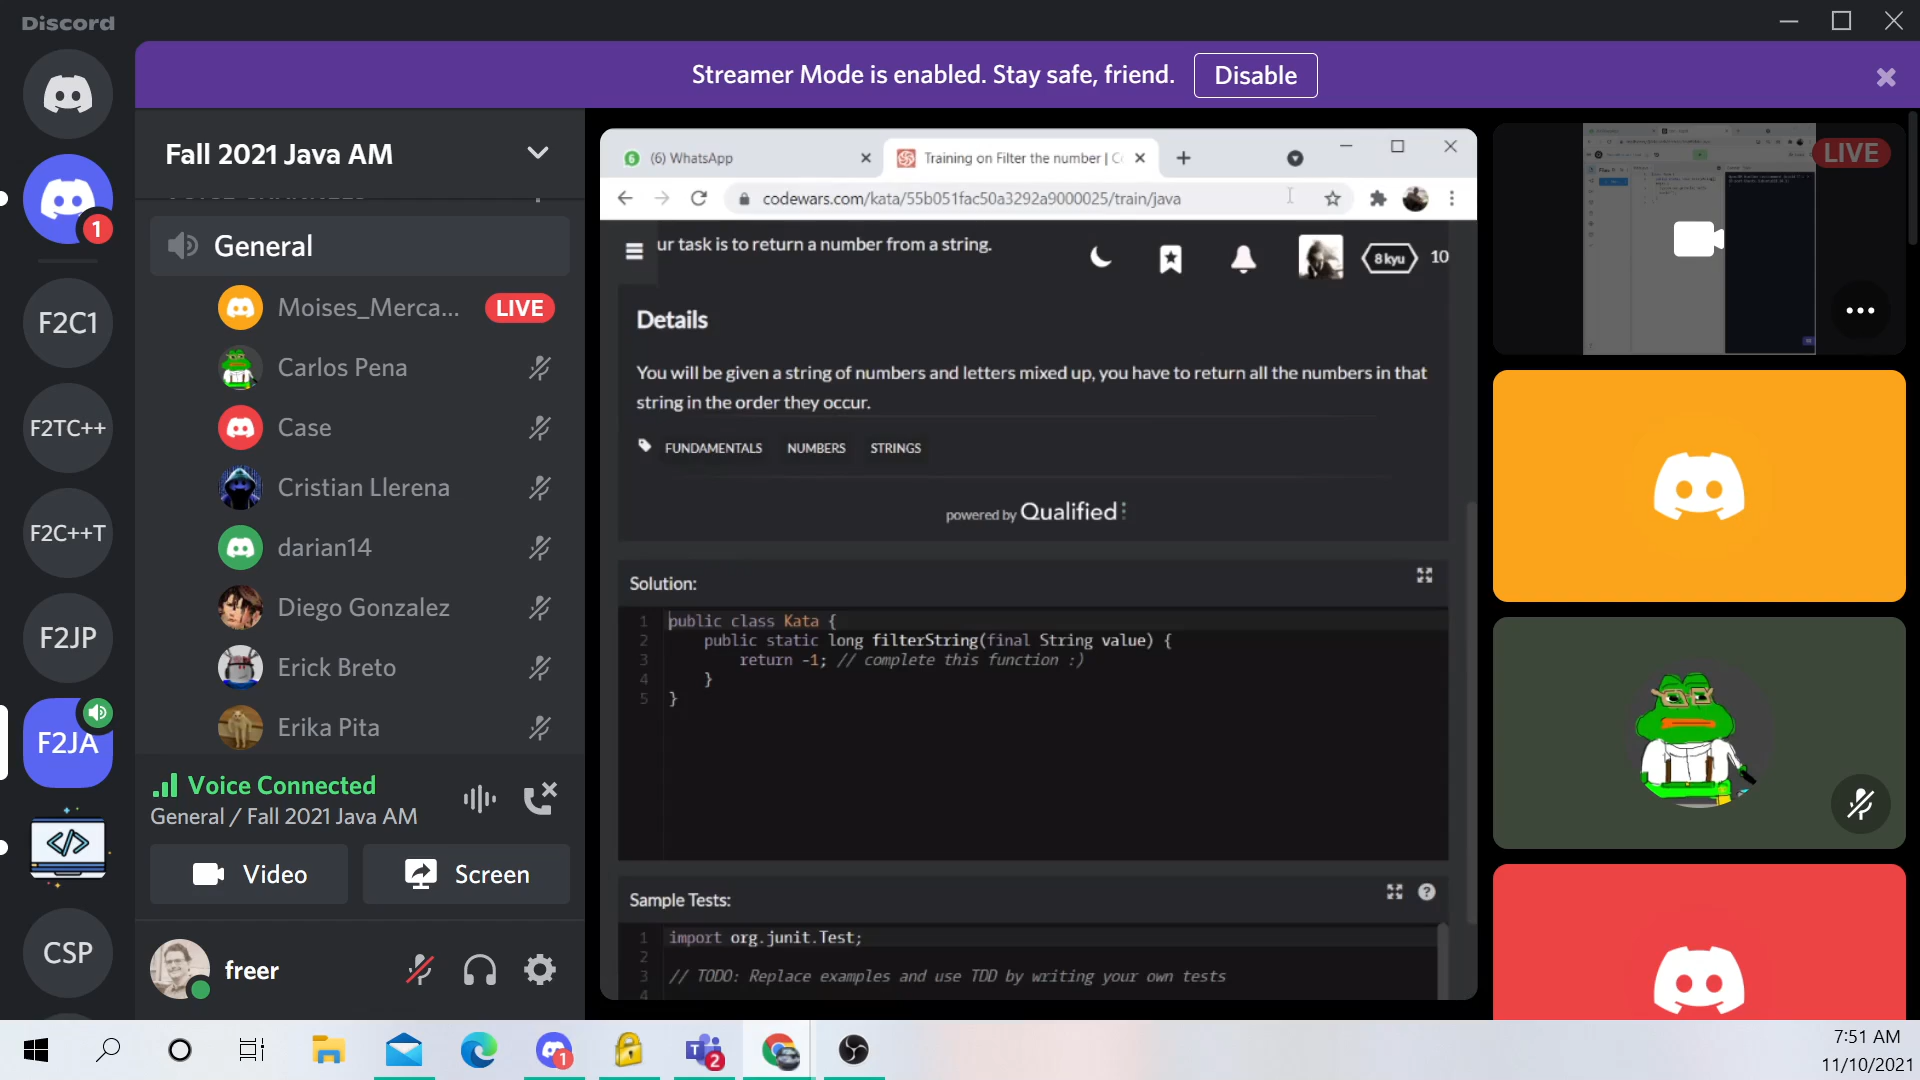 Discord
Streamer Mode is enabled. Stay safe, friend.
Disable
Fall 2021 Java AM
General
Moises_Merca...
LIVE
Carlos Pena
Case
Cristian Llerena
darian14
Diego Gonzalez
Erick Breto
Erika Pita
Voice Connected
General / Fall 2021 Java AM
Video
Screen
freer
1
F2C1
F2TC++
F2C++T
F2JP
F2JA
</>
CSP
6
(6) WhatsApp
Training on Filter the number | C
codewars.com/kata/55b051fac50a3292a9000025/train/java
ur task is to return a number from a string.
8 kyu
10
Details
You will be given a string of numbers and letters mixed up, you have to return all the numbers in that
string in the order they occur.
FUNDAMENTALS
NUMBERS
STRINGS
powered by Qualified
Solution:
1 public class Kata {
2 public static long filterString(final String value) {
3 return -1; // complete this function :)
4 }
5 }
Sample Tests:
1 import org.junit.Test;
2
3 // TODO: Replace examples and use TDD by writing your own tests
4
LIVE
1
2
7:51 AM
11/10/2021